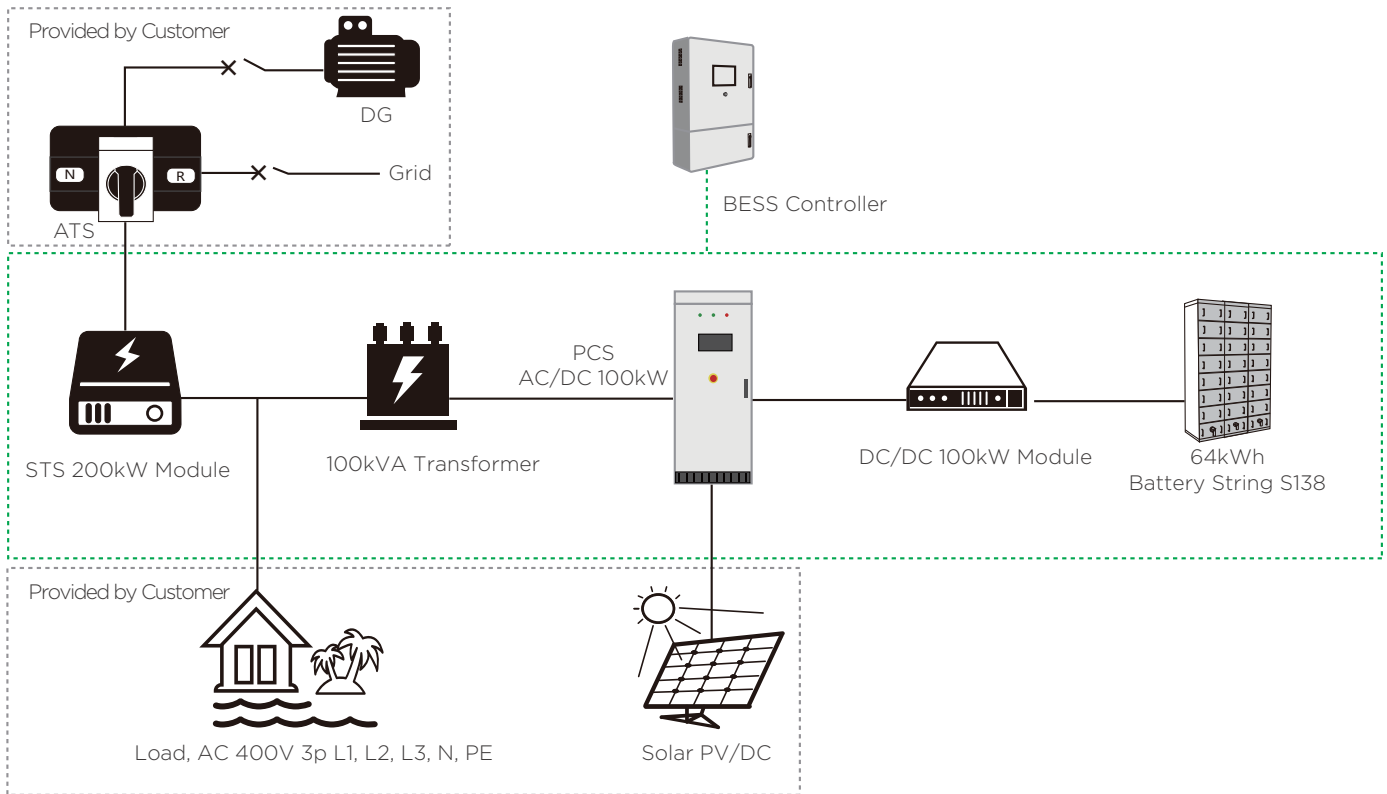 Provided by Customer
DG
N
R
Grid
ATS
BESS Controller
PCS
AC/DC 100kW
STS 200kW Module
100kVA Transformer
DC/DC 100kW Module
64kWh
Battery String S138
Provided by Customer
Load, AC 400V 3p L1, L2, L3, N, PE
Solar PV/DC